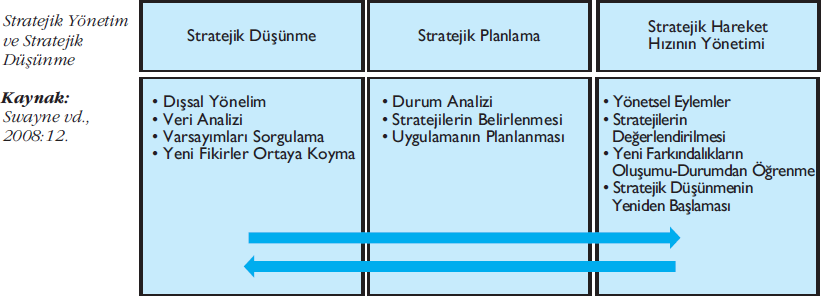 Stratejik Yönetim
ve Stratejik
Düşünme
Kaynak:
Swayne vd.,
2008:12.
Stratejik Düşünme
• Dışsal Yönelim
• Veri Analizi
• Varsayımları Sorgulama
• Yeni Fikirler Ortaya Koyma
Stratejik Planlama
• Durum Analizi
• Stratejilerin Belirlenmesi
• Uygulamanın Planlanması
Stratejik Hareket
Hızının Yönetimi
• Yönetsel Eylemler
• Stratejilerin
Değerlendirilmesi
• Yeni Farkındalıkların
Oluşumu-Durumdan Öğrenme
• Stratejik Düşünmenin
Yeniden Başlaması